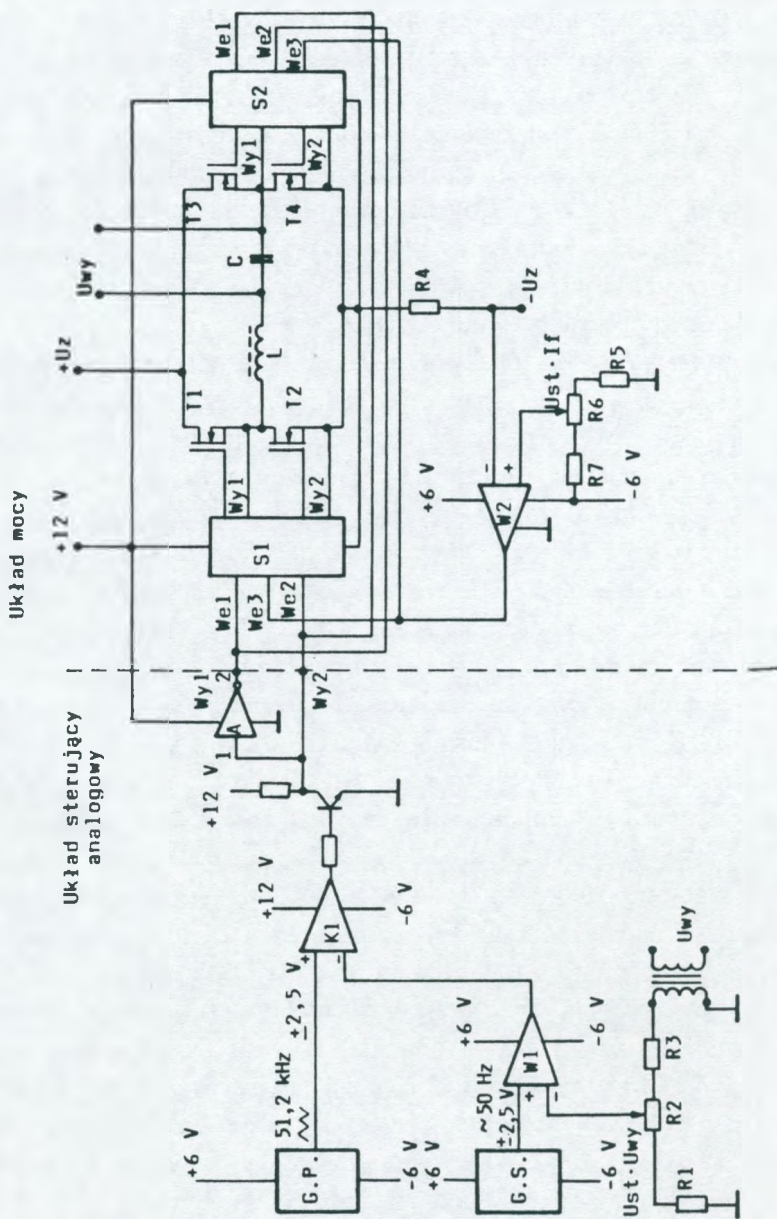 Układ sterujący
analogowy
Układ mocy
+6 V
G.P.
-6 V
51,2 kHz
±2,5 V
+6 V
G.S.
-6 V
~50 Hz
±2,5 V
+
-
W1
+6 V
-6 V
Ust.Uwy
R1
R2
R3
Uwy
+
-
K1
+12 V
-6 V
+12 V
1
A
2
Wy1
Wy2
+12 V
We1
We3
We2
S1
Wy1
Wy2
T1
T2
+Uz
L
Uwy
C
T3
T4
Wy1
Wy2
S2
We1
We2
We3
R4
-Uz
W2
-
+
+6 V
-6 V
Ust.If
R7
R6
R5